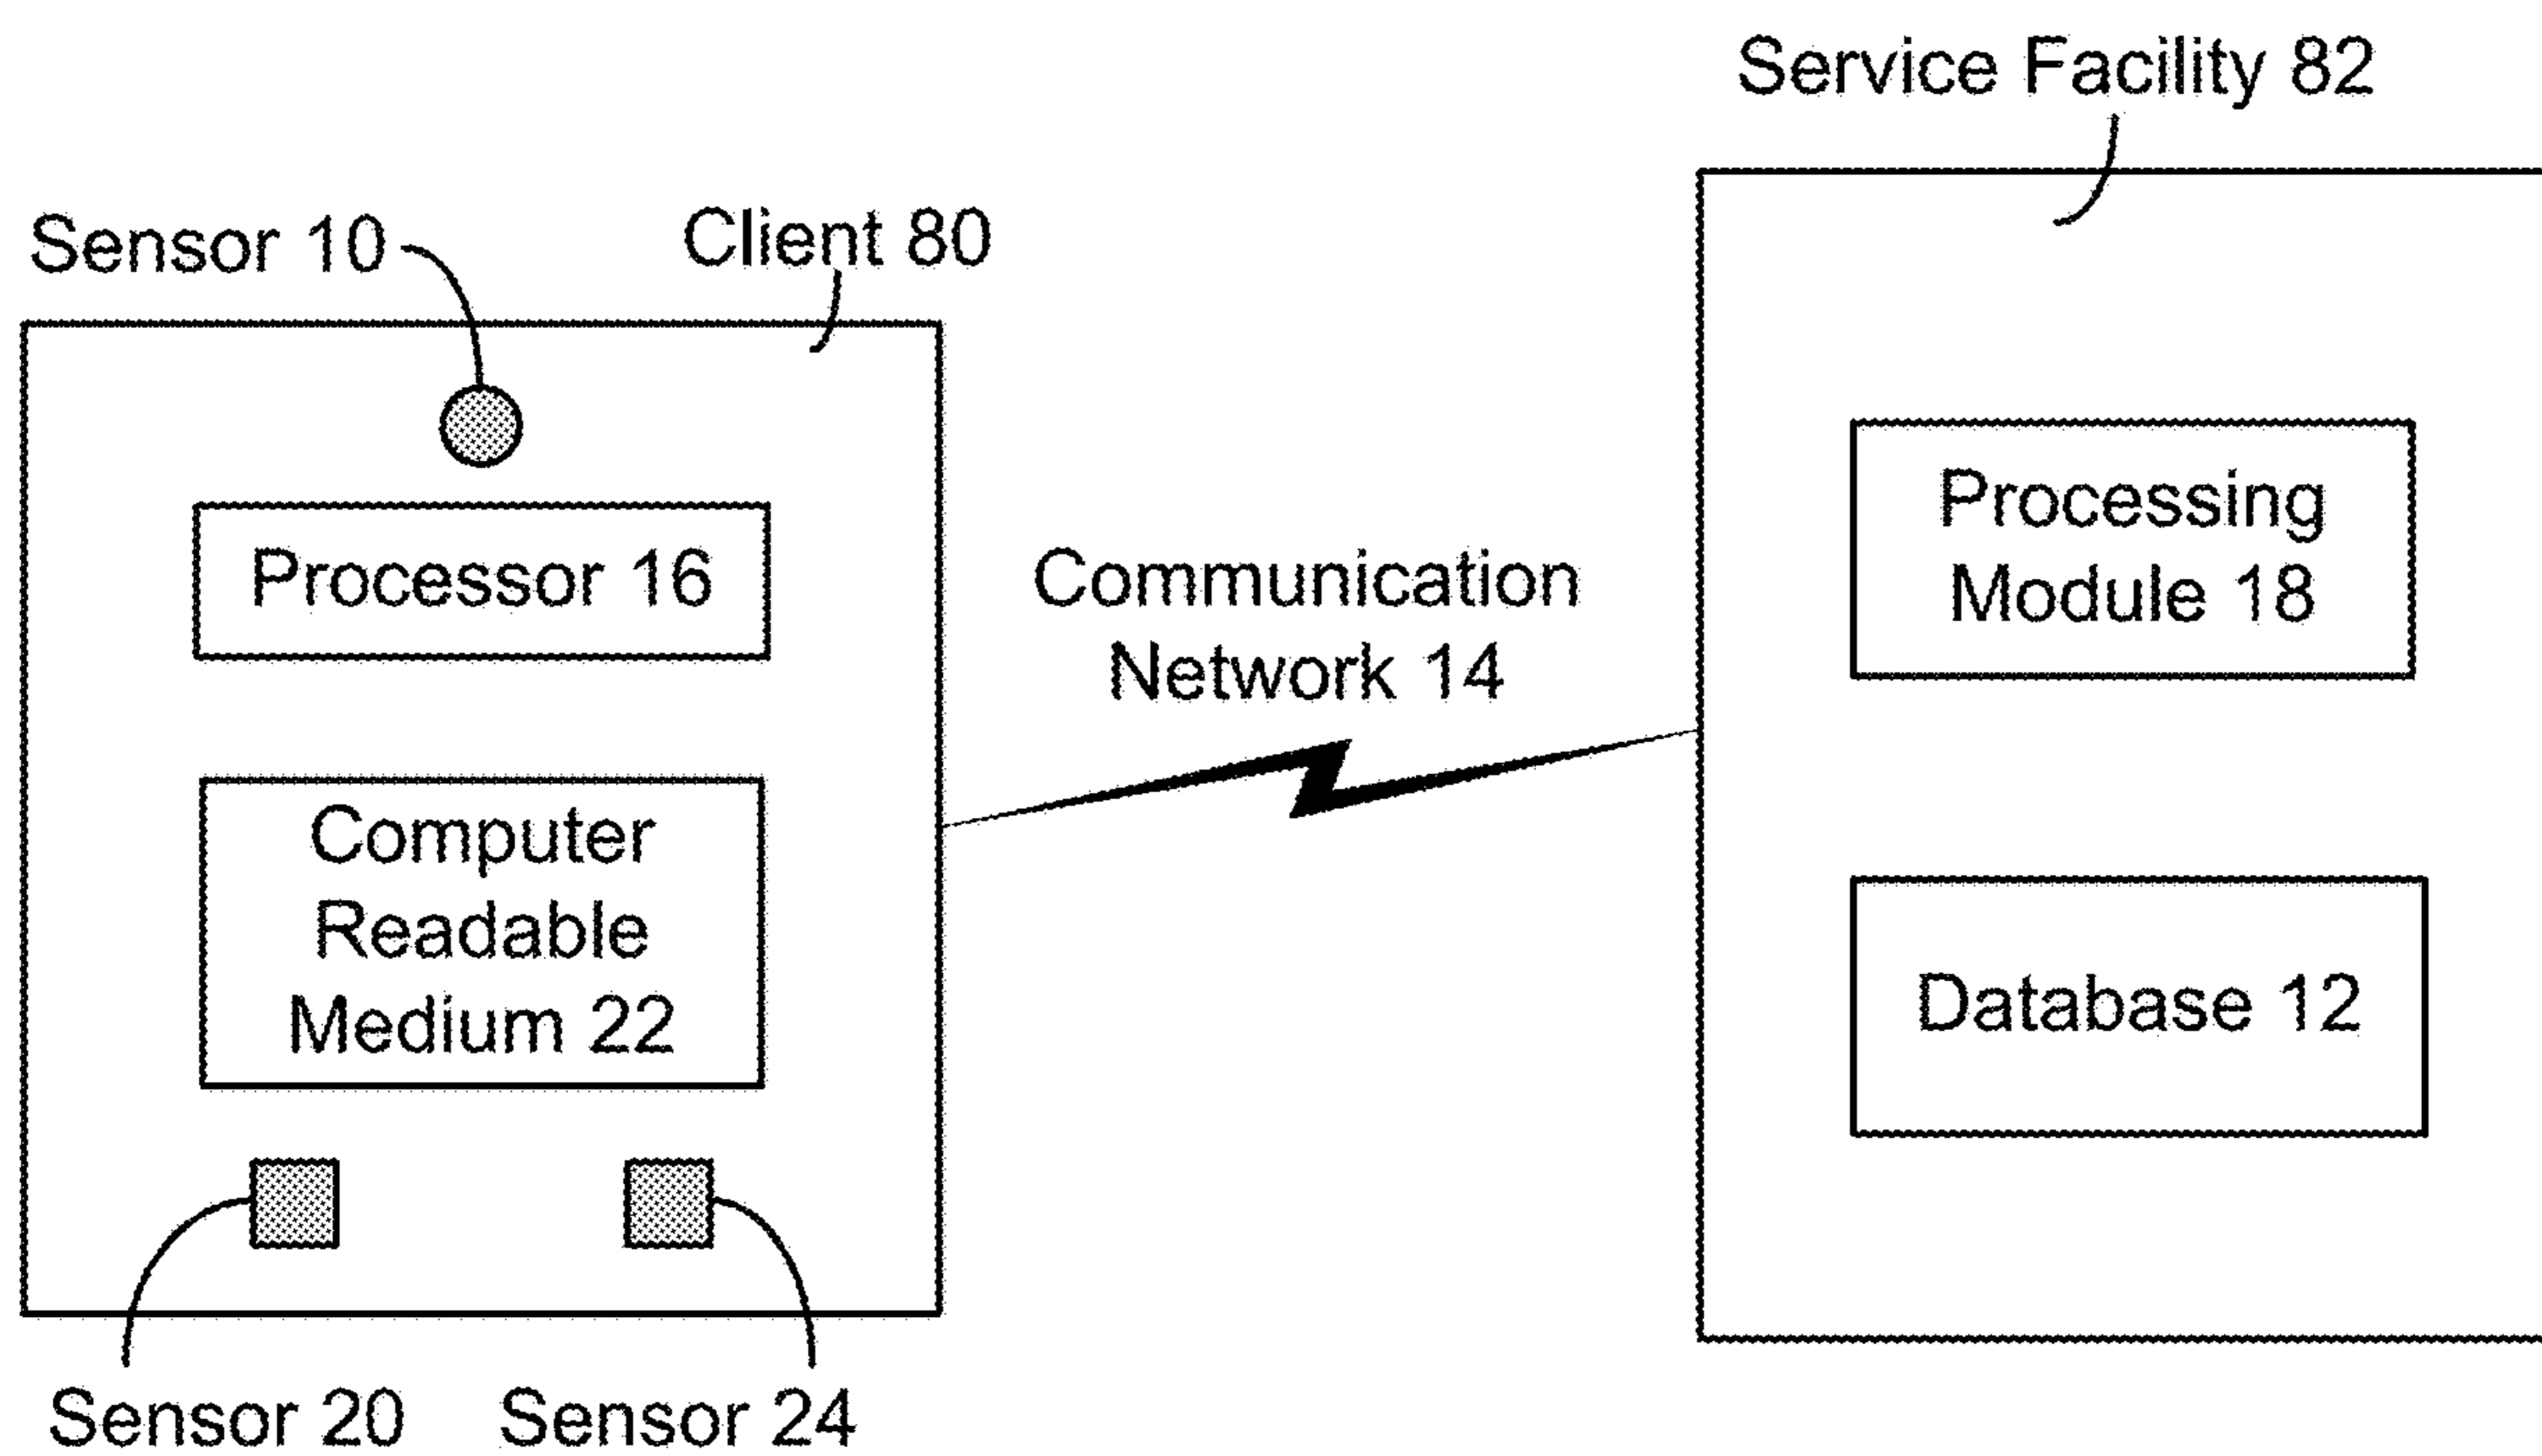 Service Facility 82
Sensor 10
Client 80
Processor 16
Computer
Readable
Medium 22
Sensor 20
Sensor 24
Communication
Network 14
Processing
Module 18
Database 12